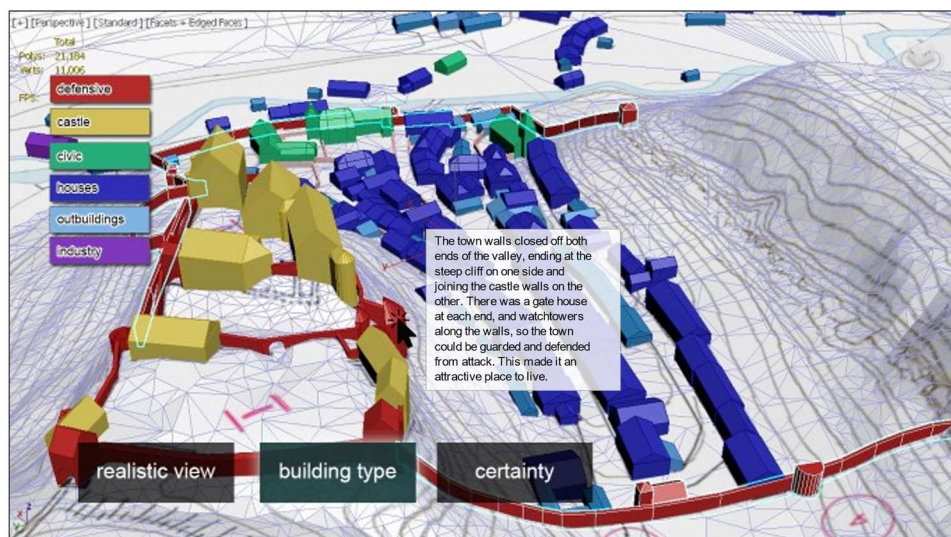 [+] [Perspective] [Standard] [Facets + Edged Faces]
Total
Polys: 21,184
Verts: 11,006
FPS:
defensive
castle
civic
houses
outbuildings
industry
The town walls closed off both
ends of the valley, ending at the
steep cliff on one side and
joining the castle walls on the
other. There was a gate house
at each end, and watchtowers
along the walls, so the town
could be guarded and defended
from attack. This made it an
attractive place to live.
realistic view
building type
certainty